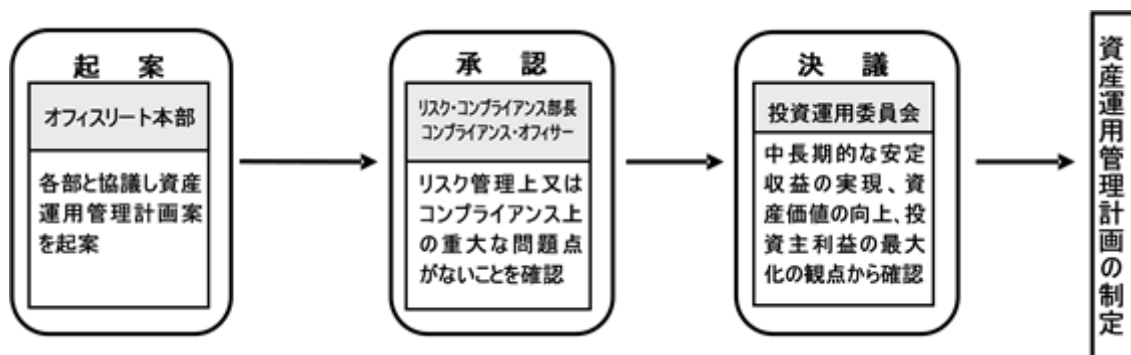 起案
オフィスリート本部
各部と協議し資産
運用管理計画案
を起案
承認
リスク・コンプライアンス部長
コンプライアンス・オフィサー
リスク管理上又は
コンプライアンス上
の重大な問題点
がないことを確認
決議
投資運用委員会
中長期的な安定
収益の実現、資
産価値の向上、投
資主利益の最大
化の観点から確認
資産運用管理計画の制定